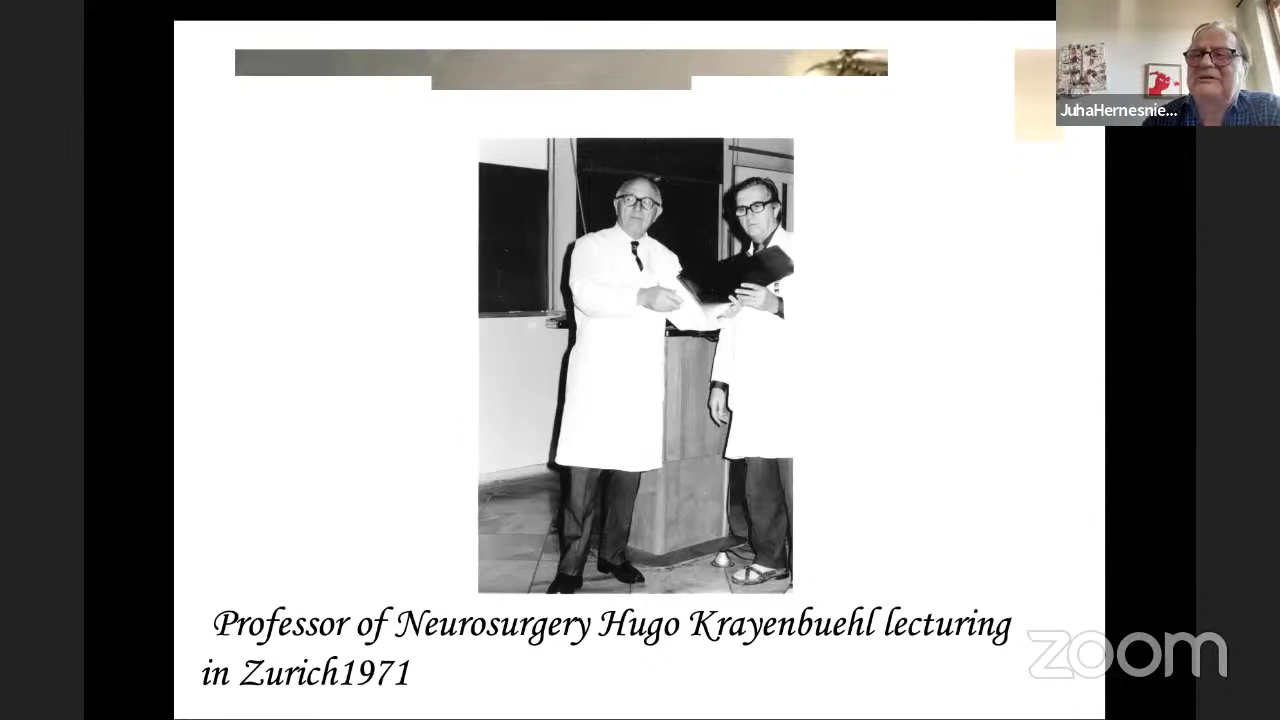 JuhaHernesnie...
Professor of Neurosurgery Hugo Krayenbuehl lecturing
in Zurich1971
zoom